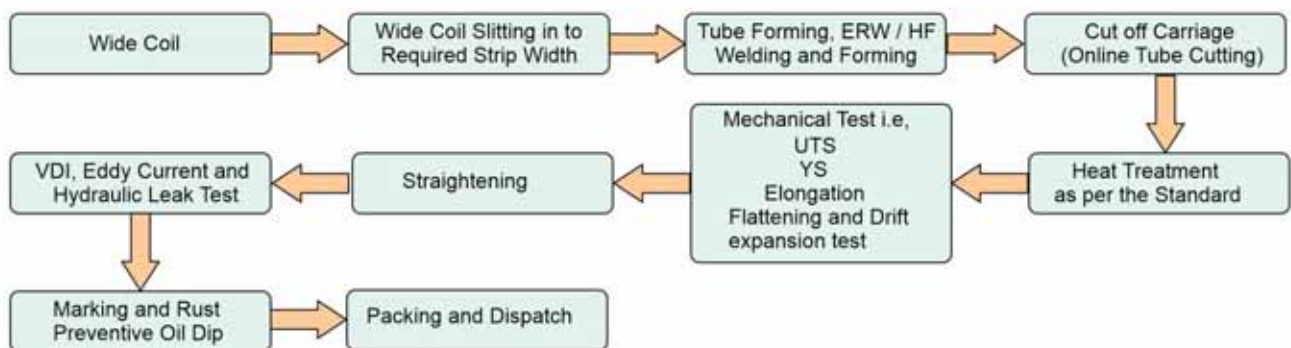 Wide Coil
Wide Coil Slitting in to
Required Strip Width
Tube Forming, ERW / HF
Welding and Forming
Cut off Carriage
(Online Tube Cutting)
Heat Treatment
as per the Standard
Mechanical Test i.e,
UTS
YS
Elongation
Flattening and Drift
expansion test
Straightening
VDI, Eddy Current and
Hydraulic Leak Test
Marking and Rust
Preventive Oil Dip
Packing and Dispatch